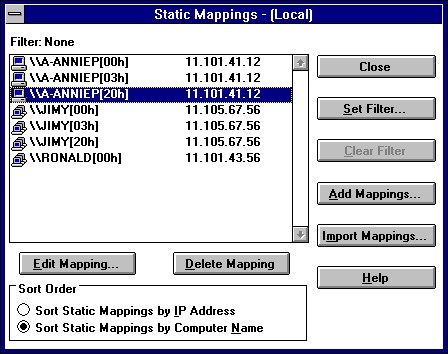 Static Mappings - (Local)
Filter: None
\\A-ANNIEP[00h] 11.101.41.12
\\A-ANNIEP[03h] 11.101.41.12
\\A-ANNIEP[20h] 11.101.41.12
\\JIMY[00h] 11.105.67.56
\\JIMY[03h] 11.105.67.56
\\JIMY[20h] 11.105.67.56
\\RONALD[00h] 11.101.43.56
Close
Set Filter...
Clear Filter
Add Mappings...
Import Mappings...
Help
Edit Mapping...
Delete Mapping
Sort Order
Sort Static Mappings by IP Address
Sort Static Mappings by Computer Name